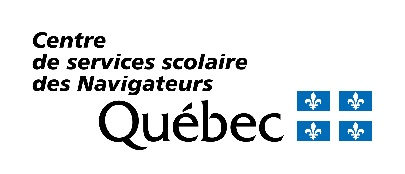 Centre
de services scolaire
des Navigateurs
Québec